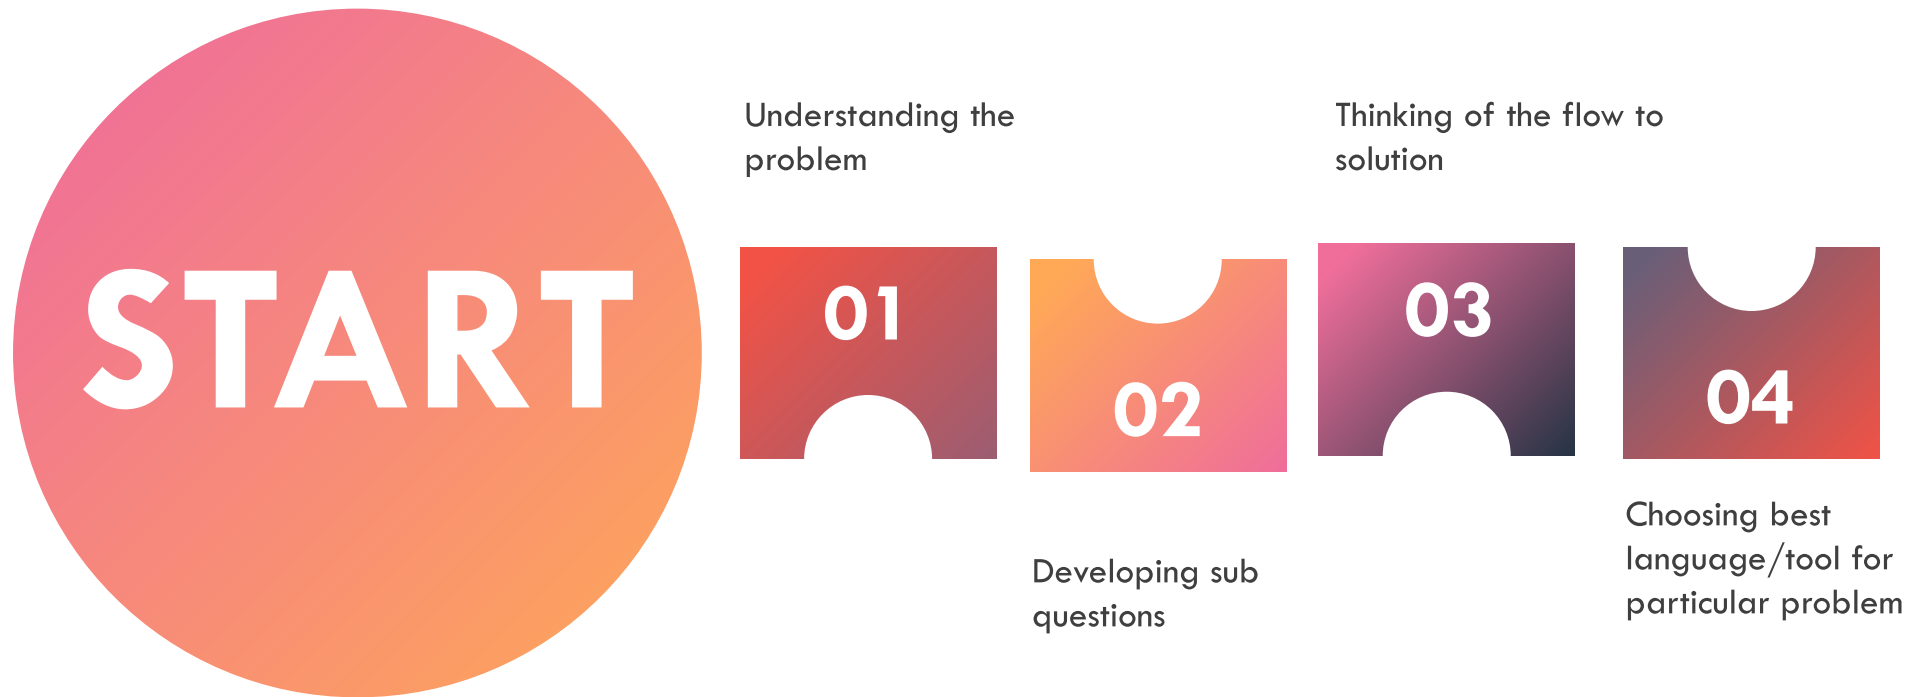 START
Understanding the
problem
01
02
Developing sub
questions
Thinking of the flow to
solution
03
04
Choosing best
language/tool for
particular problem